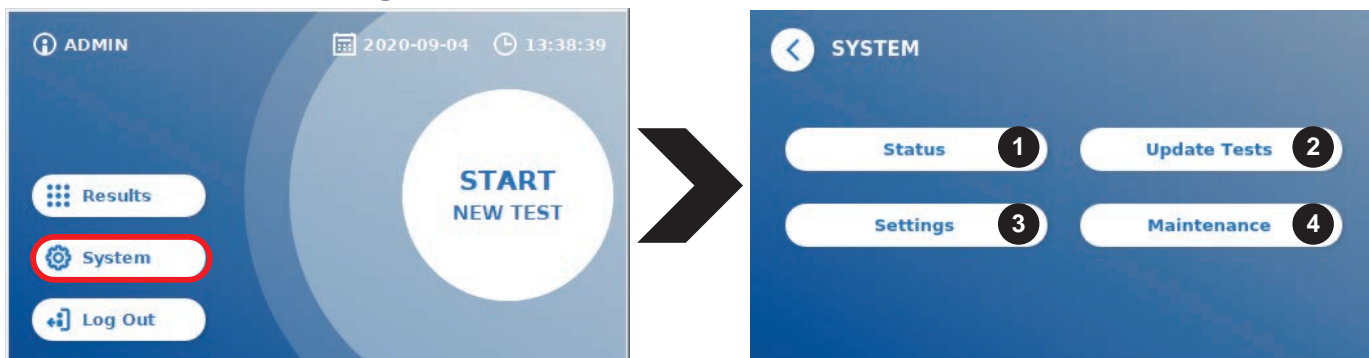 ADMIN 2020-09-04 13:38:39
START
NEW TEST
Results
System
Log Out
SYSTEM
Status 1
Update Tests 2
Settings 3
Maintenance 4